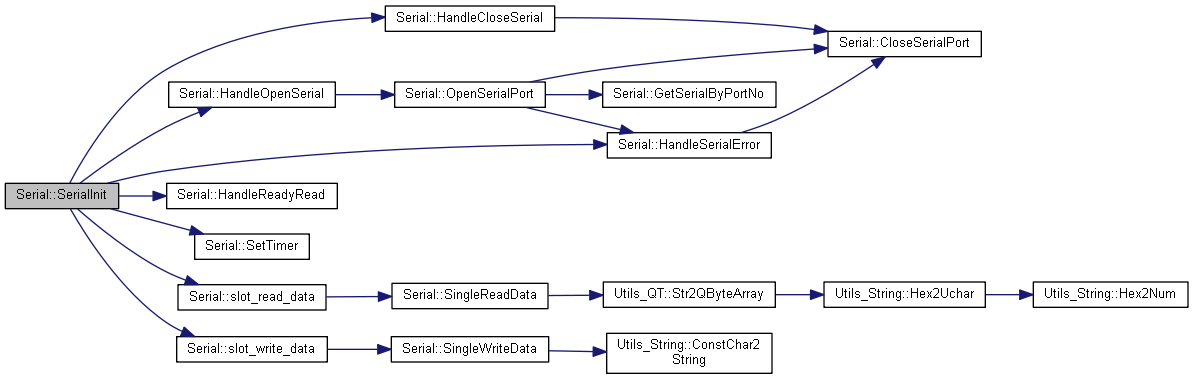 Serial::HandleCloseSerial
Serial::CloseSerialPort
Serial::HandleOpenSerial
Serial::OpenSerialPort
Serial::GetSerialByPortNo
Serial::HandleSerialError
Serial::SerialInit
Serial::HandleReadyRead
Serial::SetTimer
Serial::slot_read_data
Serial::SingleReadData
Utils_QT::Str2QByteArray
Utils_String::Hex2Uchar
Utils_String::Hex2Num
Serial::slot_write_data
Serial::SingleWriteData
Utils_String::ConstChar2
String